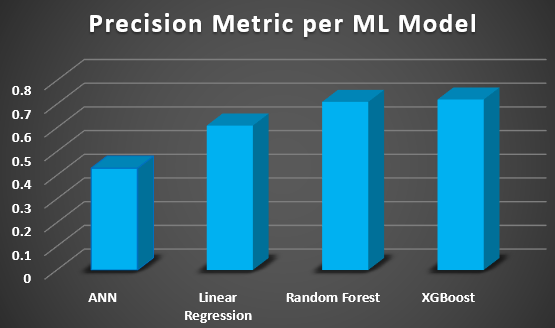 Precision Metric per ML Model
0.8
0.7
0.6
0.5
0.4
0.3
0.2
0.1
0
ANN
Linear
Regression
Random Forest
XGBoost